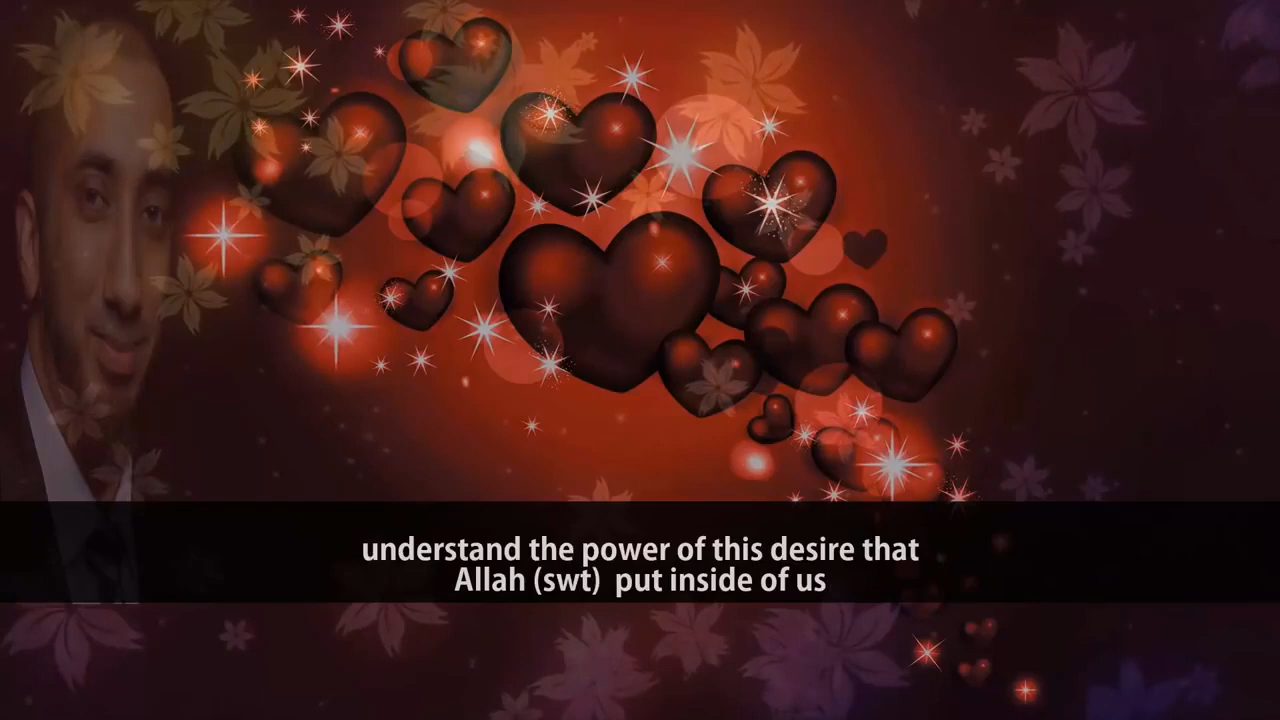 understand the power of this desire that
Allah (swt) put inside of us